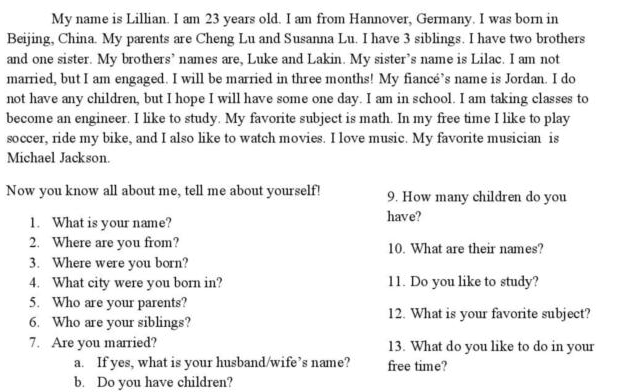 My name is Lillian. I am 23 years old. I am from Hannover, Germany. I was born in
Beijing, China. My parents are Cheng Lu and Susanna Lu. I have 3 siblings. I have two brothers
and one sister. My brothers' names are, Luke and Lakin. My sister's name is Lilac. I am not
married, but I am engaged. I will be married in three months! My fiancé's name is Jordan. I do
not have any children, but I hope I will have some one day. I am in school. I am taking classes to
become an engineer. I like to study. My favorite subject is math. In my free time I like to play
soccer, ride my bike, and I also like to watch movies. I love music. My favorite musician is
Michael Jackson.
Now you know all about me, tell me about yourself!
1. What is your name?
2. Where are you from?
3. Where were you born?
4. What city were you born in?
5. Who are your parents?
6. Who are your siblings?
7. Are you married?
a. If yes, what is your husband/wife's name?
b. Do you have children?
9. How many children do you
have?
10. What are their names?
11. Do you like to study?
12. What is your favorite subject?
13. What do you like to do in your
free time?